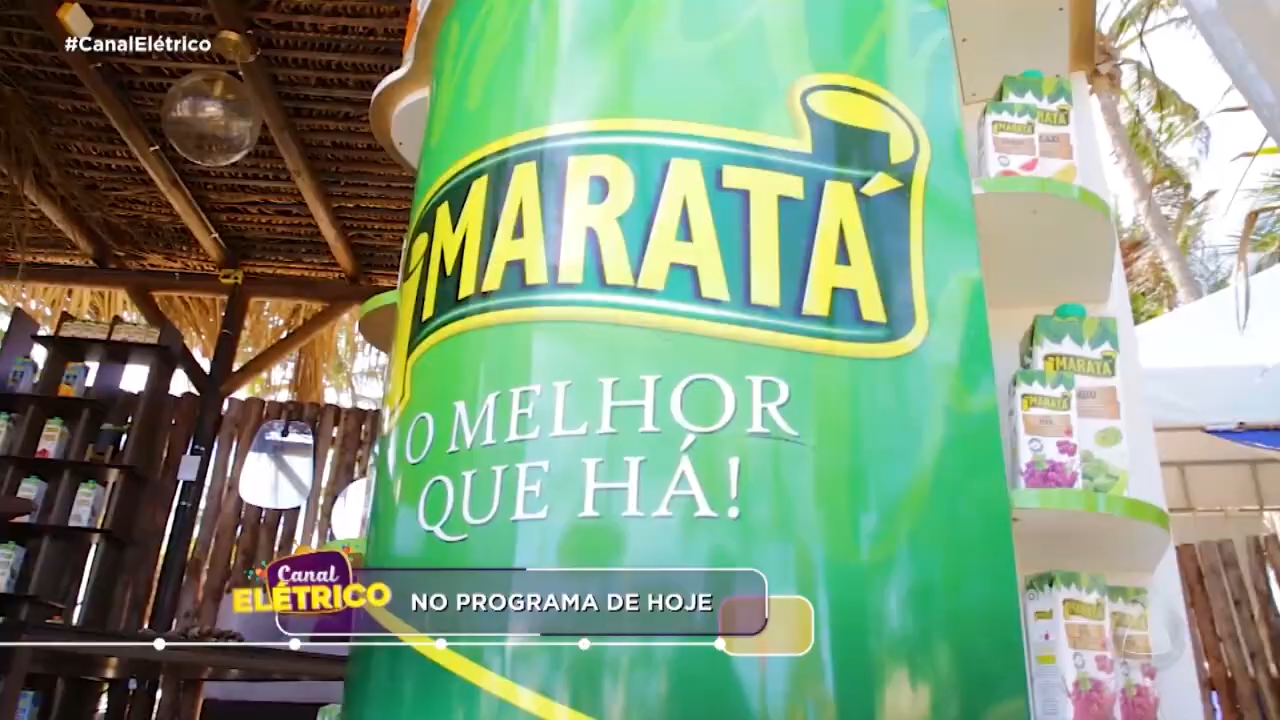 #CanalElétrico
MARATÁ
O MELHOR
QUE HÁ!
MARATÁ
MARATÁ
MARATÁ
Canal
ELÉTRICO
NO PROGRAMA DE HOJE